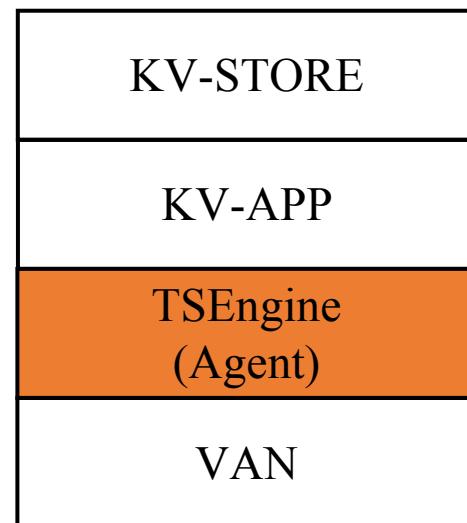 KV-STORE
KV-APP
TSEngine
(Agent)
VAN